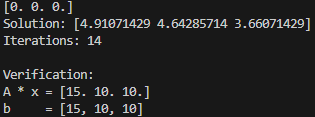 [0. 0. 0.]
Solution: [4.91071429 4.64285714 3.66071429]
Iterations: 14

Verification:
A * x = [15. 10. 10.]
b     = [15, 10, 10]